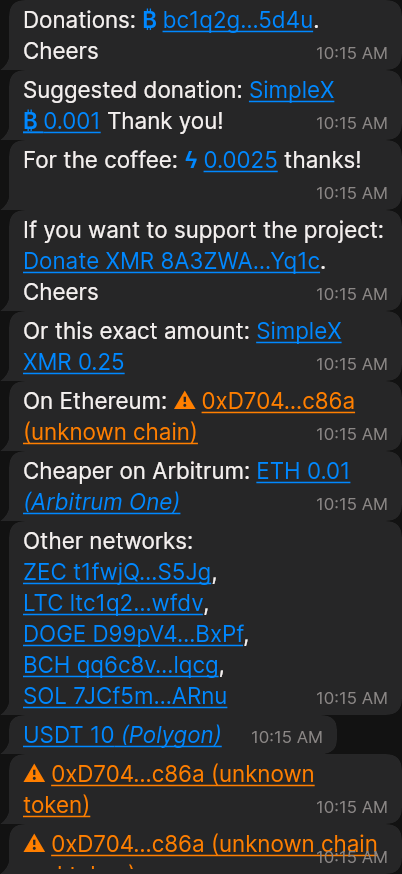 Donations: ₿ bc1q2g...5d4u.
Cheers
10:15 AM
Suggested donation: SimpleX
₿ 0.001 Thank you!
10:15 AM
For the coffee: ϟ 0.0025 thanks!
10:15 AM
If you want to support the project:
Donate XMR 8A3ZWA...Yq1c.
Cheers
10:15 AM
Or this exact amount: SimpleX
XMR 0.25
10:15 AM
On Ethereum: ⚠ 0xD704...c86a
(unknown chain)
10:15 AM
Cheaper on Arbitrum: ETH 0.01
(Arbitrum One)
10:15 AM
Other networks:
ZEC t1fwjQ...S5Jg,
LTC ltc1q2...wfdv,
DOGE D99pV4...BxPf,
BCH qq6c8v...lqcg,
SOL 7JCf5m...ARnu
10:15 AM
USDT 10 (Polygon)
10:15 AM
⚠ 0xD704...c86a (unknown
token)
10:15 AM
⚠ 0xD704...c86a (unknown chain
10:15 AM